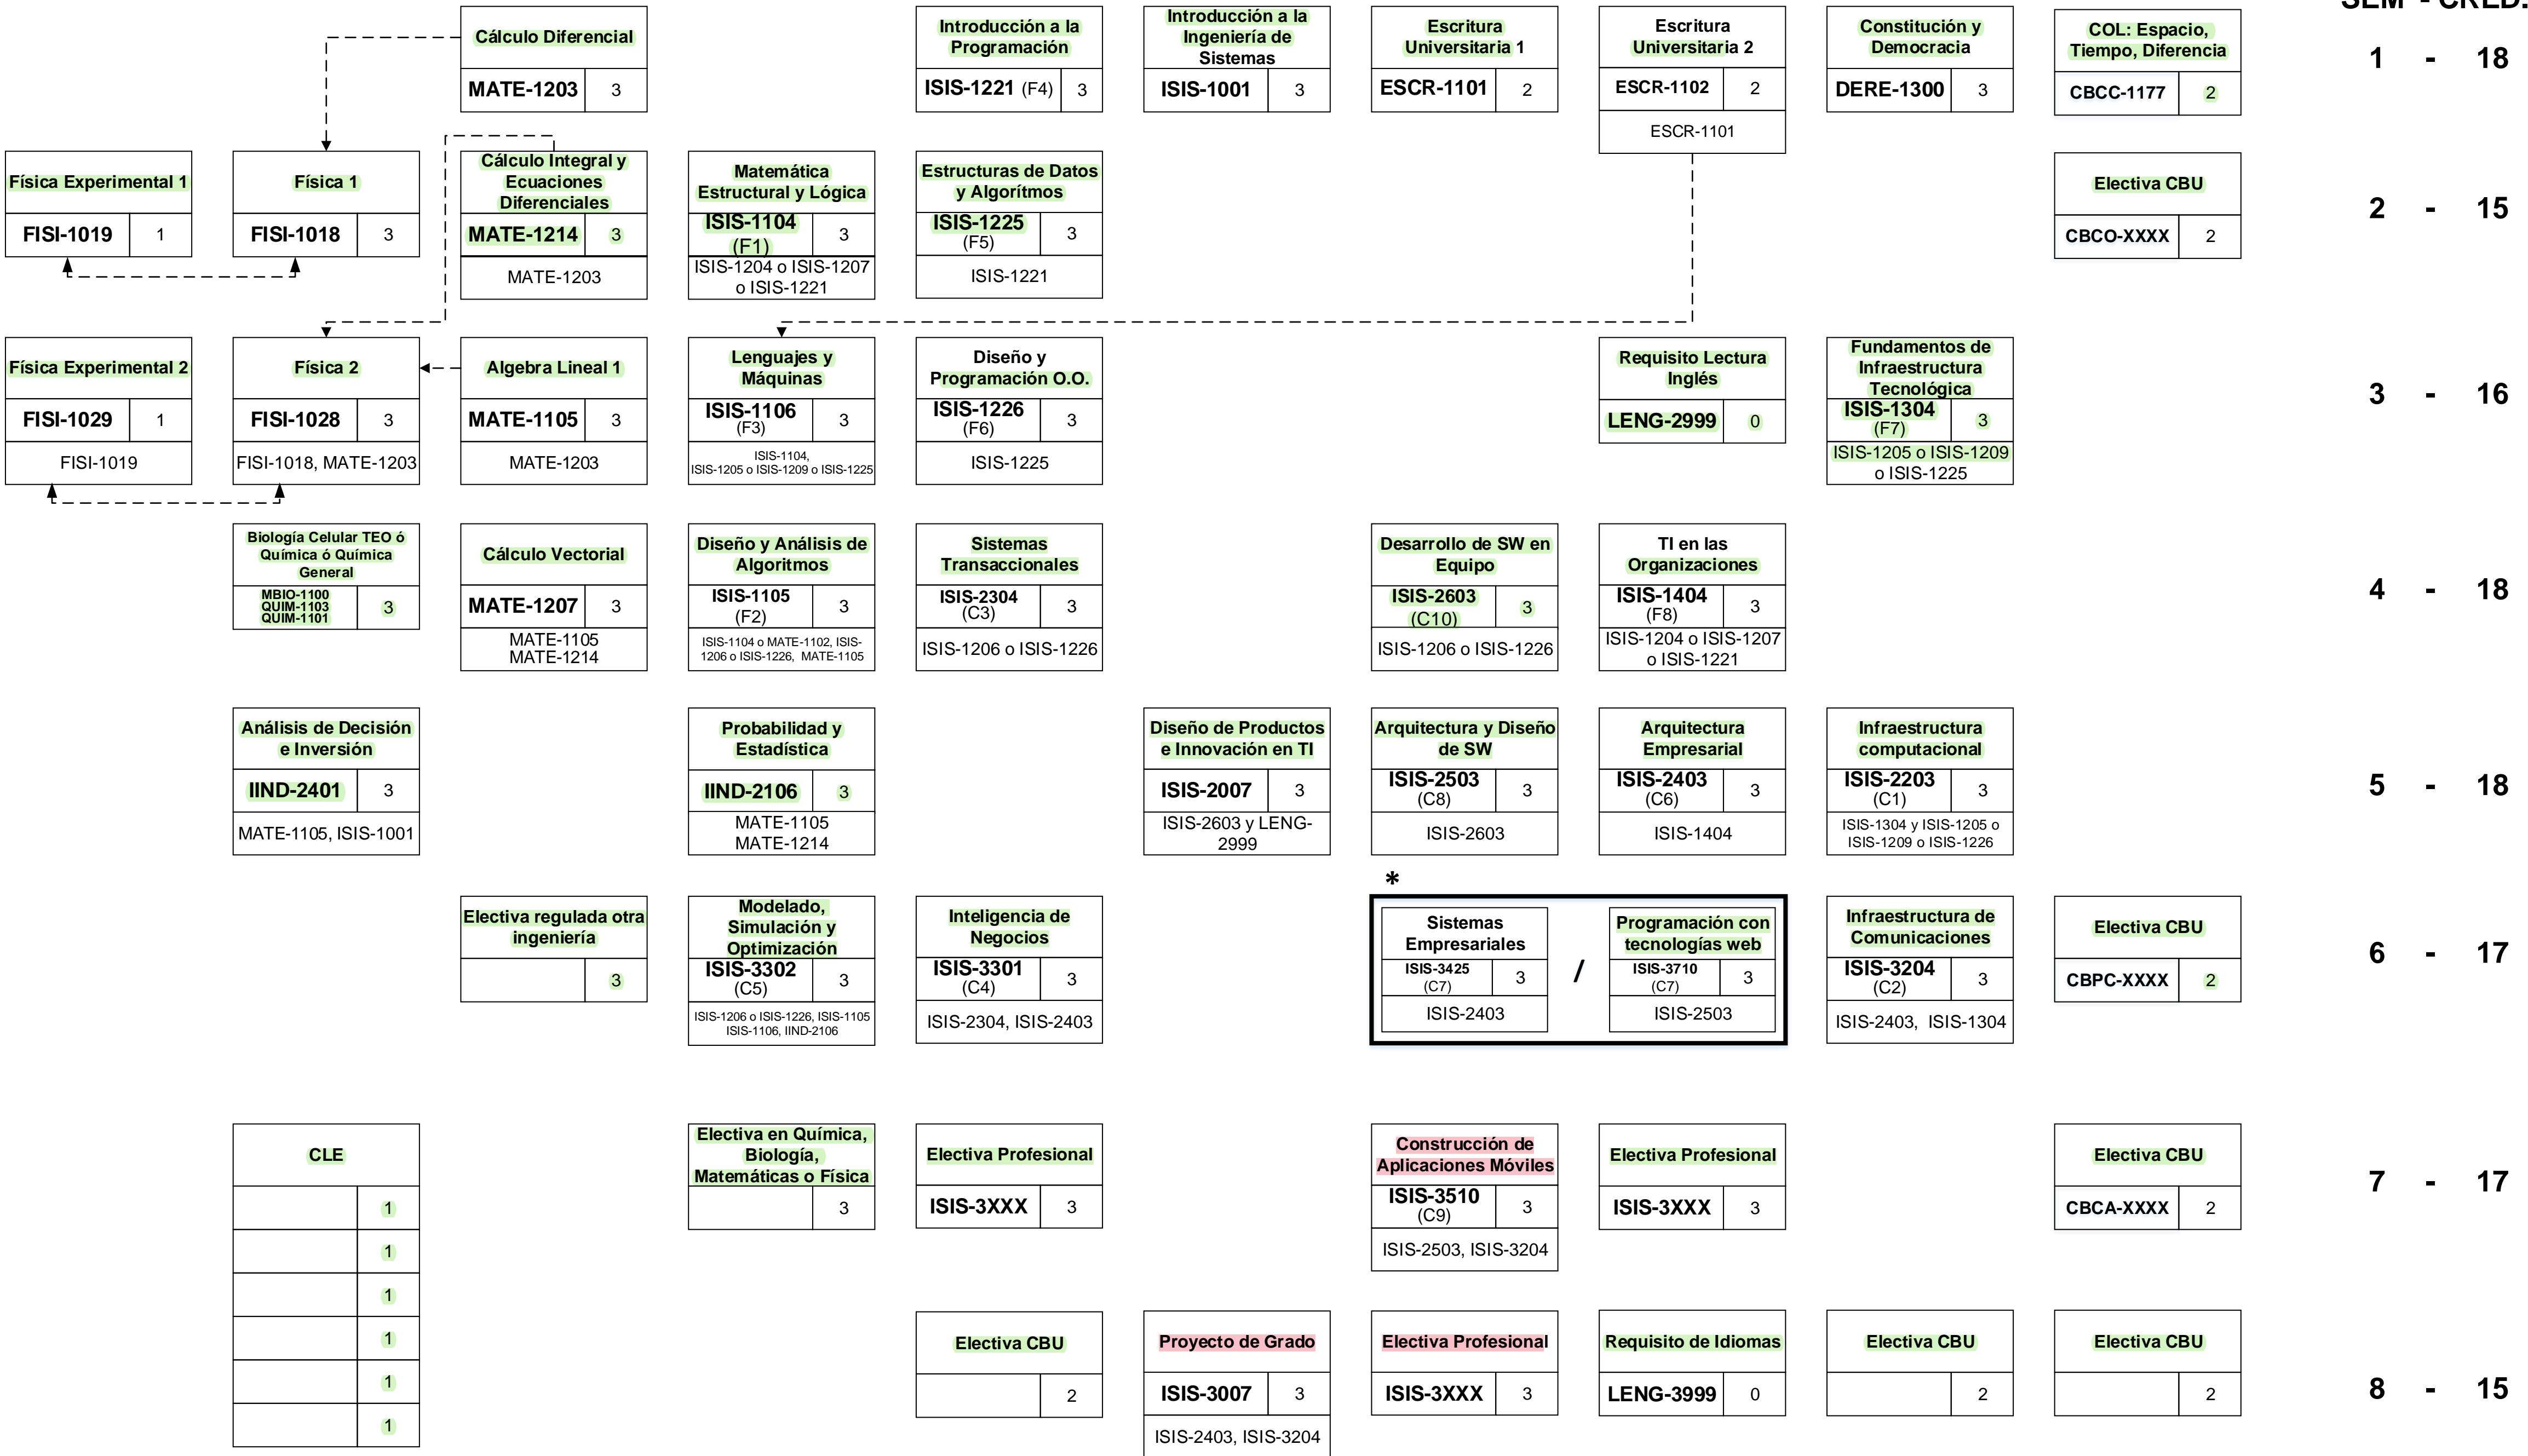 SEM - CRED.
Cálculo Diferencial
MATE-1203 3
Introducción a la
Programación
ISIS-1221 (F4) 3
Introducción a la
Ingeniería de
Sistemas
ISIS-1001 3
Escritura
Universitaria 1
ESCR-1101 2
Escritura
Universitaria 2
ESCR-1102 2
ESCR-1101
Constitución y
Democracia
DERE-1300 3
COL: Espacio,
Tiempo, Diferencia
CBCC-1177 2
1 - 18
Física Experimental 1
FISI-1019 1
Física 1
FISI-1018 3
Cálculo Integral y
Ecuaciones
Diferenciales
MATE-1214 3
MATE-1203
Matemática
Estructural y Lógica
ISIS-1104
(F1) 3
ISIS-1204 o ISIS-1207
o ISIS-1221
Estructuras de Datos
y Algorítmos
ISIS-1225
(F5) 3
ISIS-1221
Electiva CBU
CBCO-XXXX 2
2 - 15
Física Experimental 2
FISI-1029 1
FISI-1019
Física 2
FISI-1028 3
FISI-1018, MATE-1203
Algebra Lineal 1
MATE-1105 3
MATE-1203
Lenguajes y
Máquinas
ISIS-1106
(F3) 3
ISIS-1104,
ISIS-1205 o ISIS-1209 o ISIS-1225
Diseño y
Programación O.O.
ISIS-1226
(F6) 3
ISIS-1225
Requisito Lectura
Inglés
LENG-2999 0
Fundamentos de
Infraestructura
Tecnológica
ISIS-1304
(F7) 3
ISIS-1205 o ISIS-1209
o ISIS-1225
3 - 16
Biología Celular TEO ó
Química ó Química
General
MBIO-1100
QUIM-1103
QUIM-1101
3
Cálculo Vectorial
MATE-1207 3
MATE-1105
MATE-1214
Diseño y Análisis de
Algoritmos
ISIS-1105
(F2) 3
ISIS-1104 o MATE-1102, ISIS-
1206 o ISIS-1226, MATE-1105
Sistemas
Transaccionales
ISIS-2304
(C3) 3
ISIS-1206 o ISIS-1226
Desarrollo de SW en
Equipo
ISIS-2603
(C10) 3
ISIS-1206 o ISIS-1226
TI en las
Organizaciones
ISIS-1404
(F8) 3
ISIS-1204 o ISIS-1207
o ISIS-1221
4 - 18
Análisis de Decisión
e Inversión
IIND-2401 3
MATE-1105, ISIS-1001
Probabilidad y
Estadística
IIND-2106 3
MATE-1105
MATE-1214
Diseño de Productos
e Innovación en TI
ISIS-2007 3
ISIS-2603 y LENG-
2999
Arquitectura y Diseño
de SW
ISIS-2503
(C8) 3
ISIS-2603
Arquitectura
Empresarial
ISIS-2403
(C6) 3
ISIS-1404
Infraestructura
computacional
ISIS-2203
(C1) 3
ISIS-1304 y ISIS-1205 o
ISIS-1209 o ISIS-1226
5 - 18
Electiva regulada otra
ingeniería
3
Modelado,
Simulación y
Optimización
ISIS-3302
(C5) 3
ISIS-1206 o ISIS-1226, ISIS-1105
ISIS-1106, IIND-2106
Inteligencia de
Negocios
ISIS-3301
(C4) 3
ISIS-2304, ISIS-2403
*
Sistemas
Empresariales
ISIS-3425
(C7) 3
ISIS-2403
/
Programación con
tecnologías web
ISIS-3710
(C7) 3
ISIS-2503
Infraestructura de
Comunicaciones
ISIS-3204
(C2) 3
ISIS-2403, ISIS-1304
Electiva CBU
CBPC-XXXX 2
6 - 17
CLE
1
1
1
1
1
1
Electiva en Química,
Biología,
Matemáticas o Física
3
Electiva Profesional
ISIS-3XXX 3
Construcción de
Aplicaciones Móviles
ISIS-3510
(C9) 3
ISIS-2503, ISIS-3204
Electiva Profesional
ISIS-3XXX 3
Electiva CBU
CBCA-XXXX 2
7 - 17
Electiva CBU
2
Proyecto de Grado
ISIS-3007 3
ISIS-2403, ISIS-3204
Electiva Profesional
ISIS-3XXX 3
Requisito de Idiomas
LENG-3999 0
Electiva CBU
2
Electiva CBU
2
8 - 15